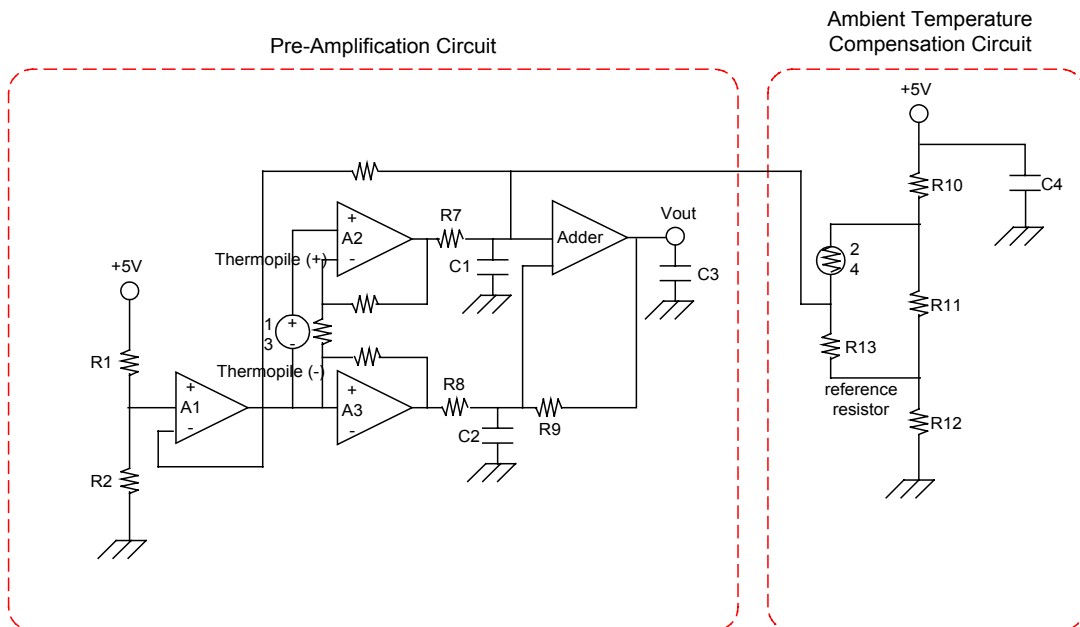 Pre-Amplification Circuit
Ambient Temperature
Compensation Circuit
+5V
R10
C4
R7
Vout
+
A2
-
Adder
Thermopile (+)
C1
C3
2
4
+5V
1
3
+
-
R11
R1
Thermopile (-)
R13
+
A1
-
+
A3
-
R8
R9
C2
reference
resistor
R12
R2